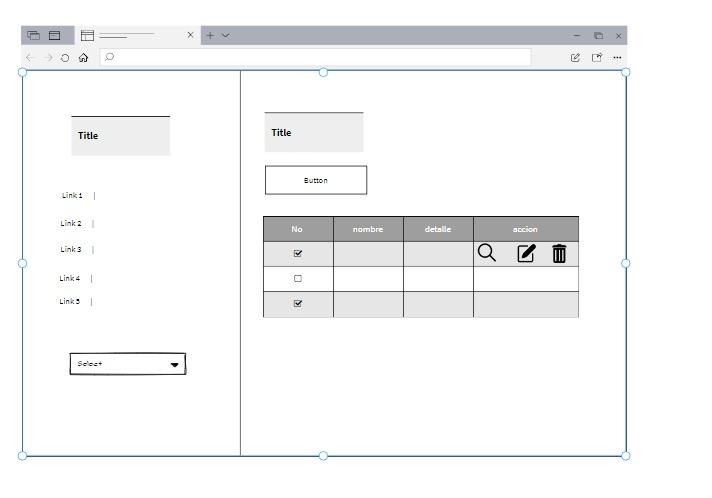 Title
Link 1 |
Link 2 |
Link 3 |
Link 4 |
Link 5 |
Select
Title
Button
No nombre detalle accion